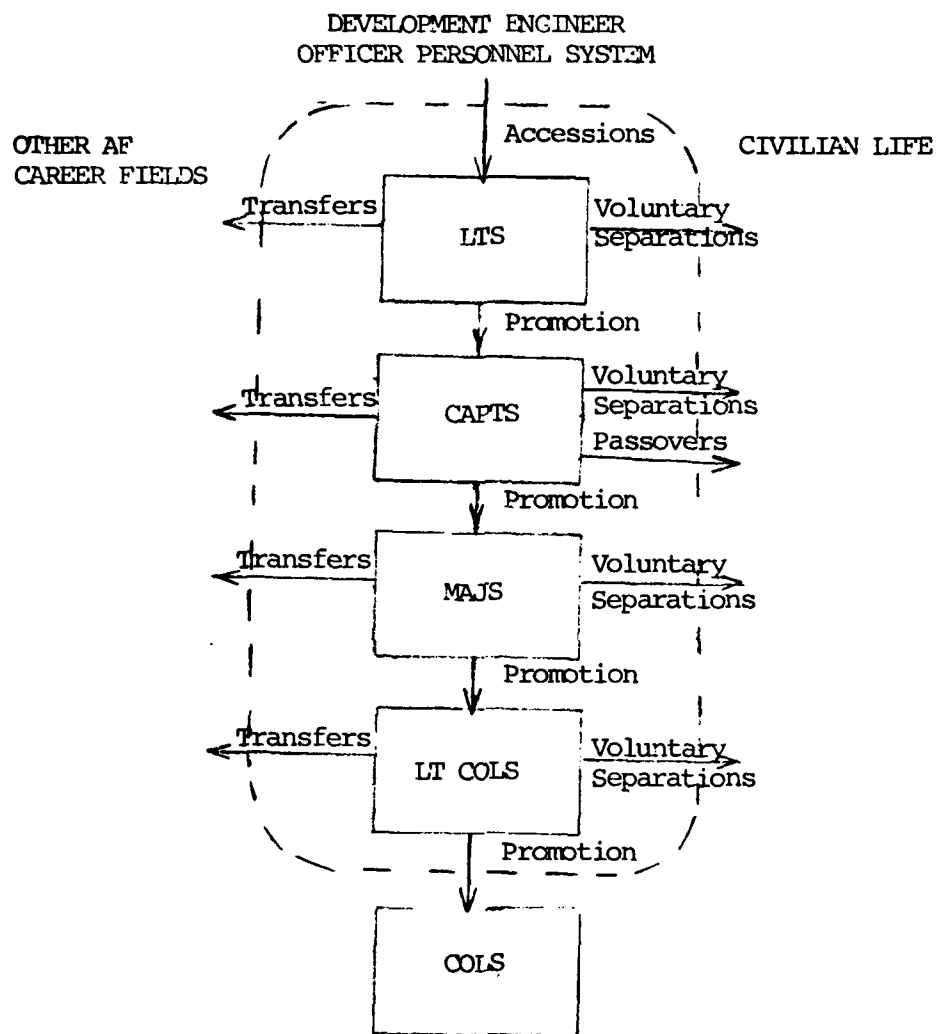 DEVELOPMENT ENGINEER
OFFICER PERSONNEL SYSTEM
Accessions
OTHER AF
CAREER FIELDS
CIVILIAN LIFE
Transfers
LTS
Voluntary
Separations
Promotion
Transfers
CAPTS
Voluntary
Separations
Passovers
Promotion
Transfers
MAJS
Voluntary
Separations
Promotion
Transfers
LT COLS
Voluntary
Separations
Promotion
COLS